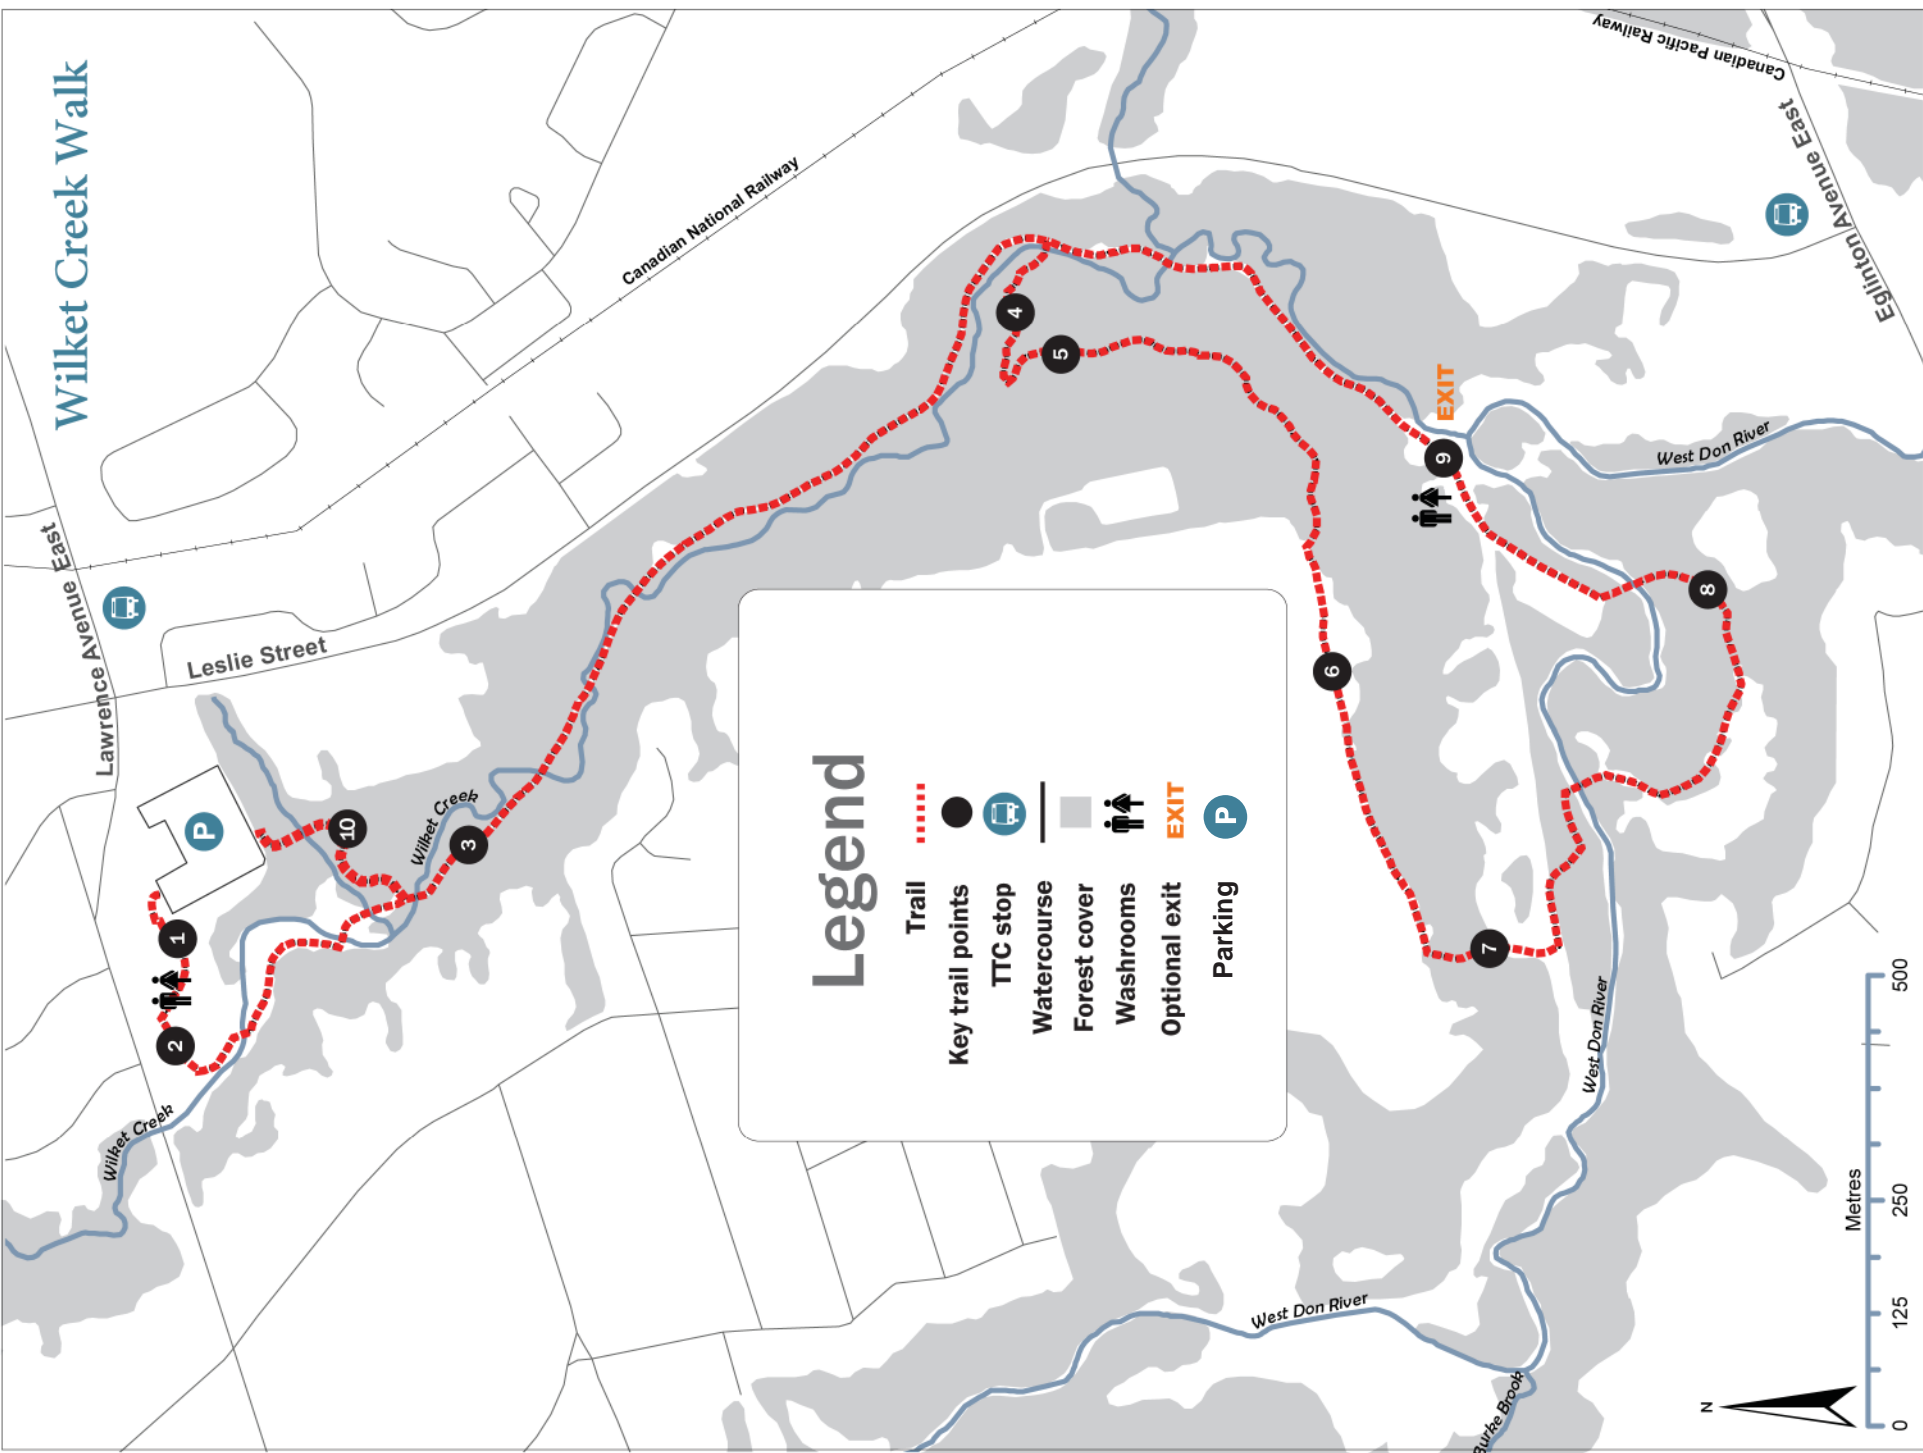 Wilket Creek Walk
Lawrence Avenue East
Leslie Street
Canadian National Railway
Canadian Pacific Railway
Eglinton Avenue East
Wilket Creek
Wilket Creek
P
1
2
3
4
5
6
7
8
9
10
EXIT
West Don River
West Don River
West Don River
Burke Brook
Legend
Trail
Key trail points
TTC stop
Watercourse
Forest cover
Washrooms
Optional exit EXIT
Parking P
N
Metres
0 125 250 500